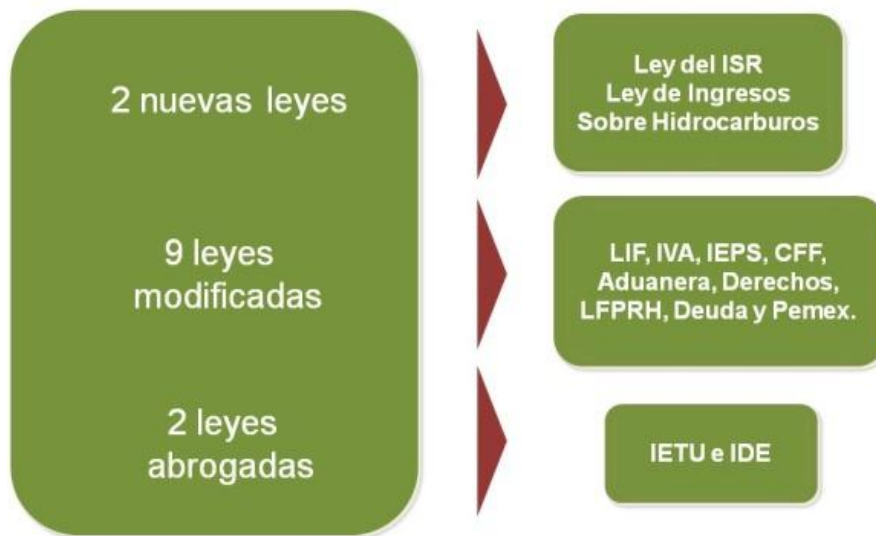 2 nuevas leyes
Ley del ISR
Ley de Ingresos
Sobre Hidrocarburos
9 leyes
modificadas
LIF, IVA, IEPS, CFF,
Aduanera, Derechos,
LFPRH, Deuda y Pemex.
2 leyes
abrogadas
IETU e IDE